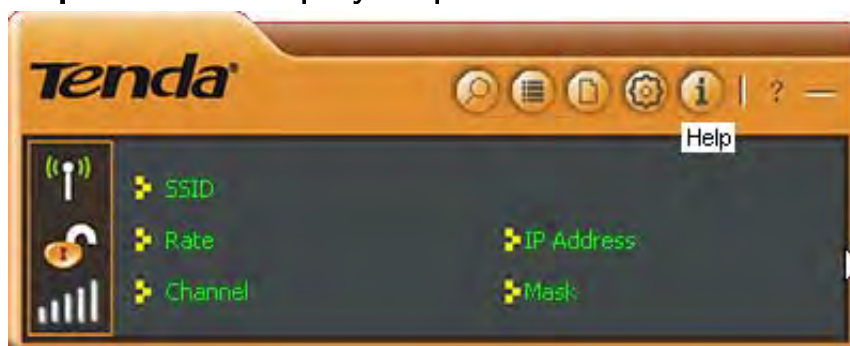 Tenda
? —
Help
SSID
Rate
IP Address
Channel
Mask